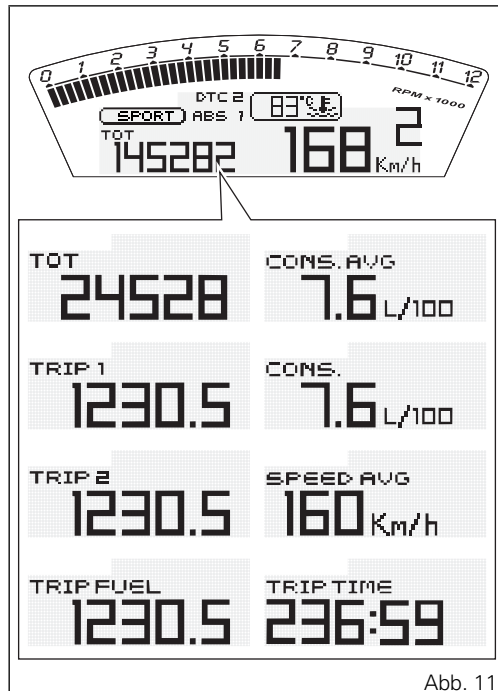 0 1 2 3 4 5 6 7 8 9 10 11 12
RPM x 1000
DTC 2 83°C
SPORT ABS 1
TOT
145282 168 Km/h 2
TOT CONS. AVG
24528 7.6 L/100
TRIP 1 CONS.
1230.5 7.6 L/100
TRIP 2 SPEED AVG
1230.5 160 Km/h
TRIP FUEL TRIP TIME
1230.5 236:59
Abb. 11